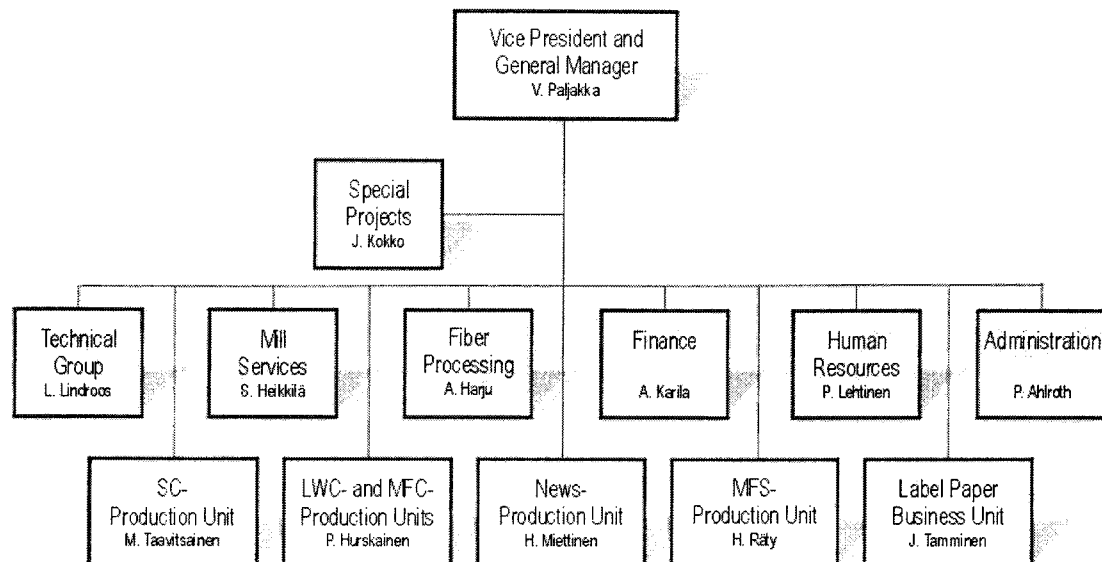 Vice President and
General Manager
V. Paljakka
Special
Projects
J. Kokko
Technical
Group
L. Lindroos
Mill
Services
S. Heikkilä
Fiber
Processing
A. Harju
Finance
A. Karila
Human
Resources
P. Lehtinen
Administration
P. Ahlroth
SC-
Production Unit
M. Taavitsainen
LWC- and MFC-
Production Units
P. Hurskainen
News-
Production Unit
H. Miettinen
MFS-
Production Unit
H. Räty
Label Paper
Business Unit
J. Tamminen